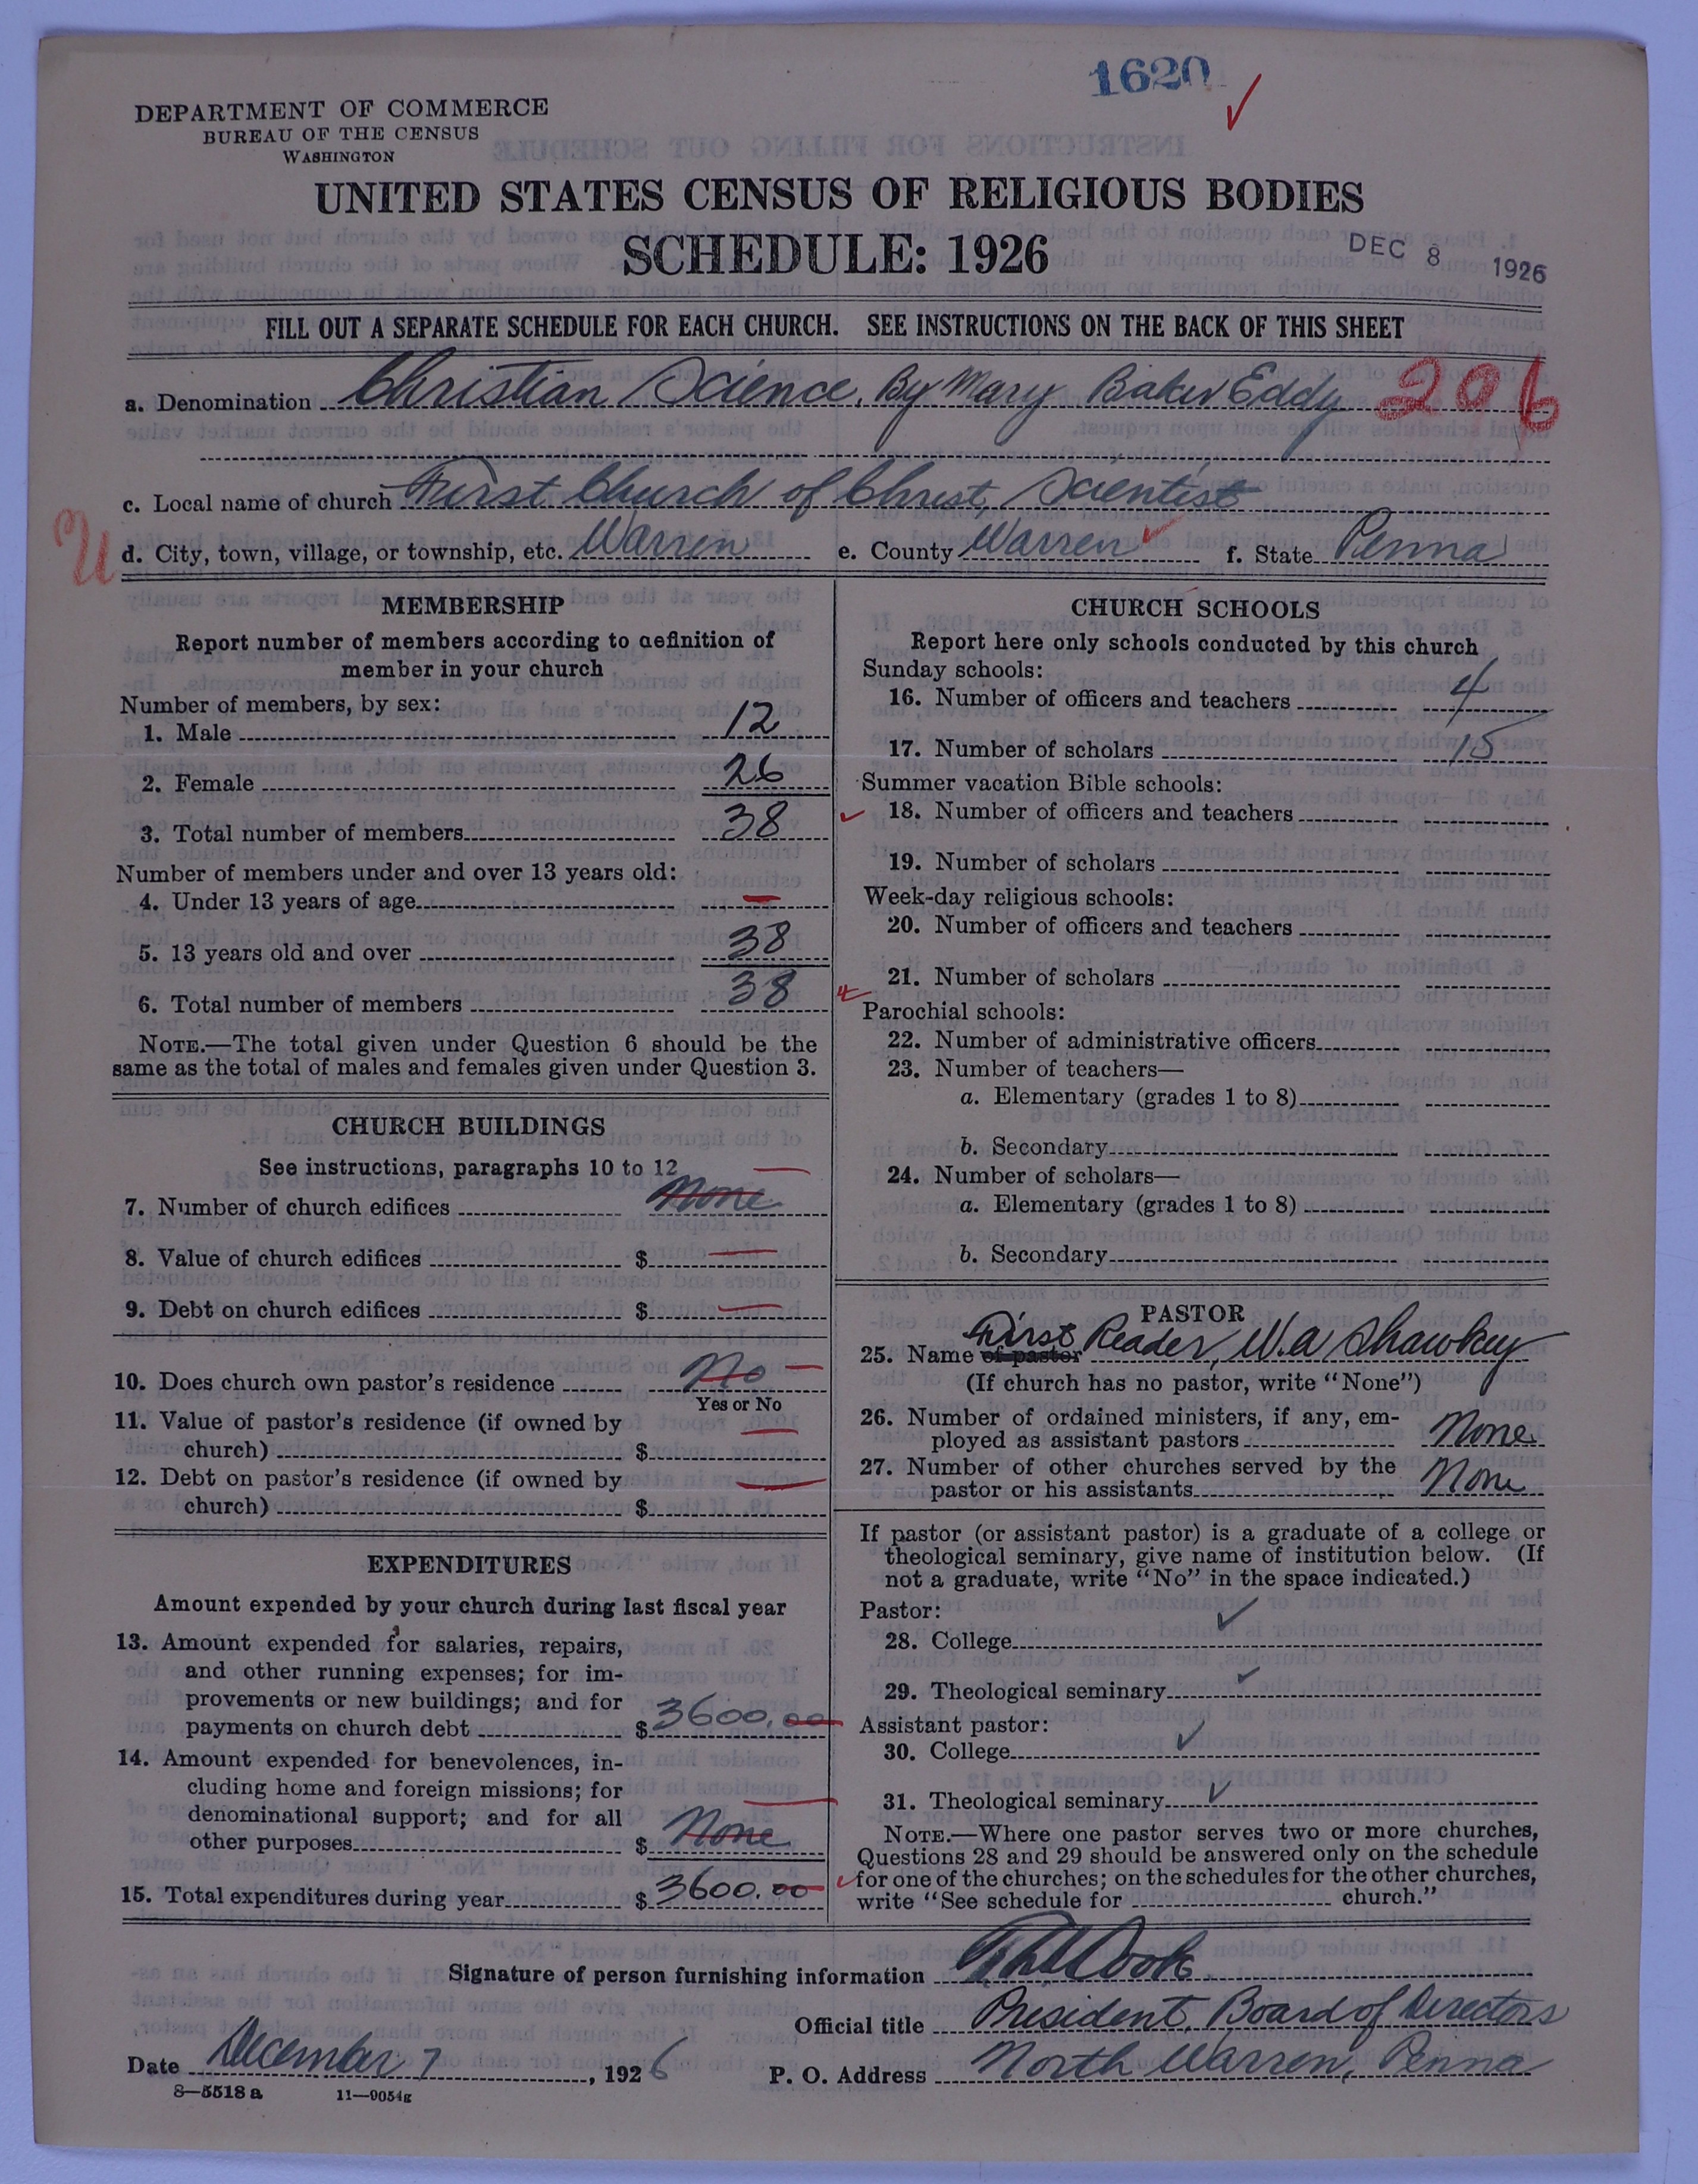 1620 ✓
DEPARTMENT OF COMMERCE
BUREAU OF THE CENSUS
WASHINGTON
UNITED STATES CENSUS OF RELIGIOUS BODIES
SCHEDULE: 1926
DEC 8 1926
FILL OUT A SEPARATE SCHEDULE FOR EACH CHURCH. SEE INSTRUCTIONS ON THE BACK OF THIS SHEET
a. Denomination Christian Science, By Mary Baker Eddy 206
c. Local name of church First Church of Christ, Scientist
U
d. City, town, village, or township, etc. Warren e. County Warren ✓ f. State Penna
MEMBERSHIP
Report number of members according to definition of
member in your church
Number of members, by sex:
1. Male 12
2. Female 26
3. Total number of members 38
Number of members under and over 13 years old:
4. Under 13 years of age —
5. 13 years old and over 38
6. Total number of members 38
NOTE.—The total given under Question 6 should be the
same as the total of males and females given under Question 3.
CHURCH BUILDINGS
See instructions, paragraphs 10 to 12
7. Number of church edifices None
8. Value of church edifices $ —
9. Debt on church edifices $ —
10. Does church own pastor's residence No —
Yes or No
11. Value of pastor's residence (if owned by
church) $ —
12. Debt on pastor's residence (if owned by
church) $ —
EXPENDITURES
Amount expended by your church during last fiscal year
13. Amount expended for salaries, repairs,
and other running expenses; for im-
provements or new buildings; and for
payments on church debt $ 3600.00
14. Amount expended for benevolences, in-
cluding home and foreign missions; for
denominational support; and for all
other purposes $ None
15. Total expenditures during year $ 3600.00
CHURCH SCHOOLS
Report here only schools conducted by this church
Sunday schools:
16. Number of officers and teachers 4
17. Number of scholars 15
Summer vacation Bible schools:
✓ 18. Number of officers and teachers
19. Number of scholars
Week-day religious schools:
20. Number of officers and teachers
21. Number of scholars
Parochial schools:
22. Number of administrative officers
23. Number of teachers—
a. Elementary (grades 1 to 8)
b. Secondary
24. Number of scholars—
a. Elementary (grades 1 to 8)
b. Secondary
PASTOR
25. Name of pastor First Reader, W.A Shawkey
(If church has no pastor, write "None")
26. Number of ordained ministers, if any, em-
ployed as assistant pastors None
27. Number of other churches served by the
pastor or his assistants None
If pastor (or assistant pastor) is a graduate of a college or
theological seminary, give name of institution below. (If
not a graduate, write "No" in the space indicated.)
Pastor:
28. College ✓
29. Theological seminary ✓
Assistant pastor:
30. College ✓
31. Theological seminary ✓
NOTE.—Where one pastor serves two or more churches,
Questions 28 and 29 should be answered only on the schedule
✓ for one of the churches; on the schedules for the other churches,
write "See schedule for church."
Signature of person furnishing information Cook
Official title President, Board of Directors
Date December 7, 1926 P. O. Address North Warren, Penna
8—5518 a 11—9054g